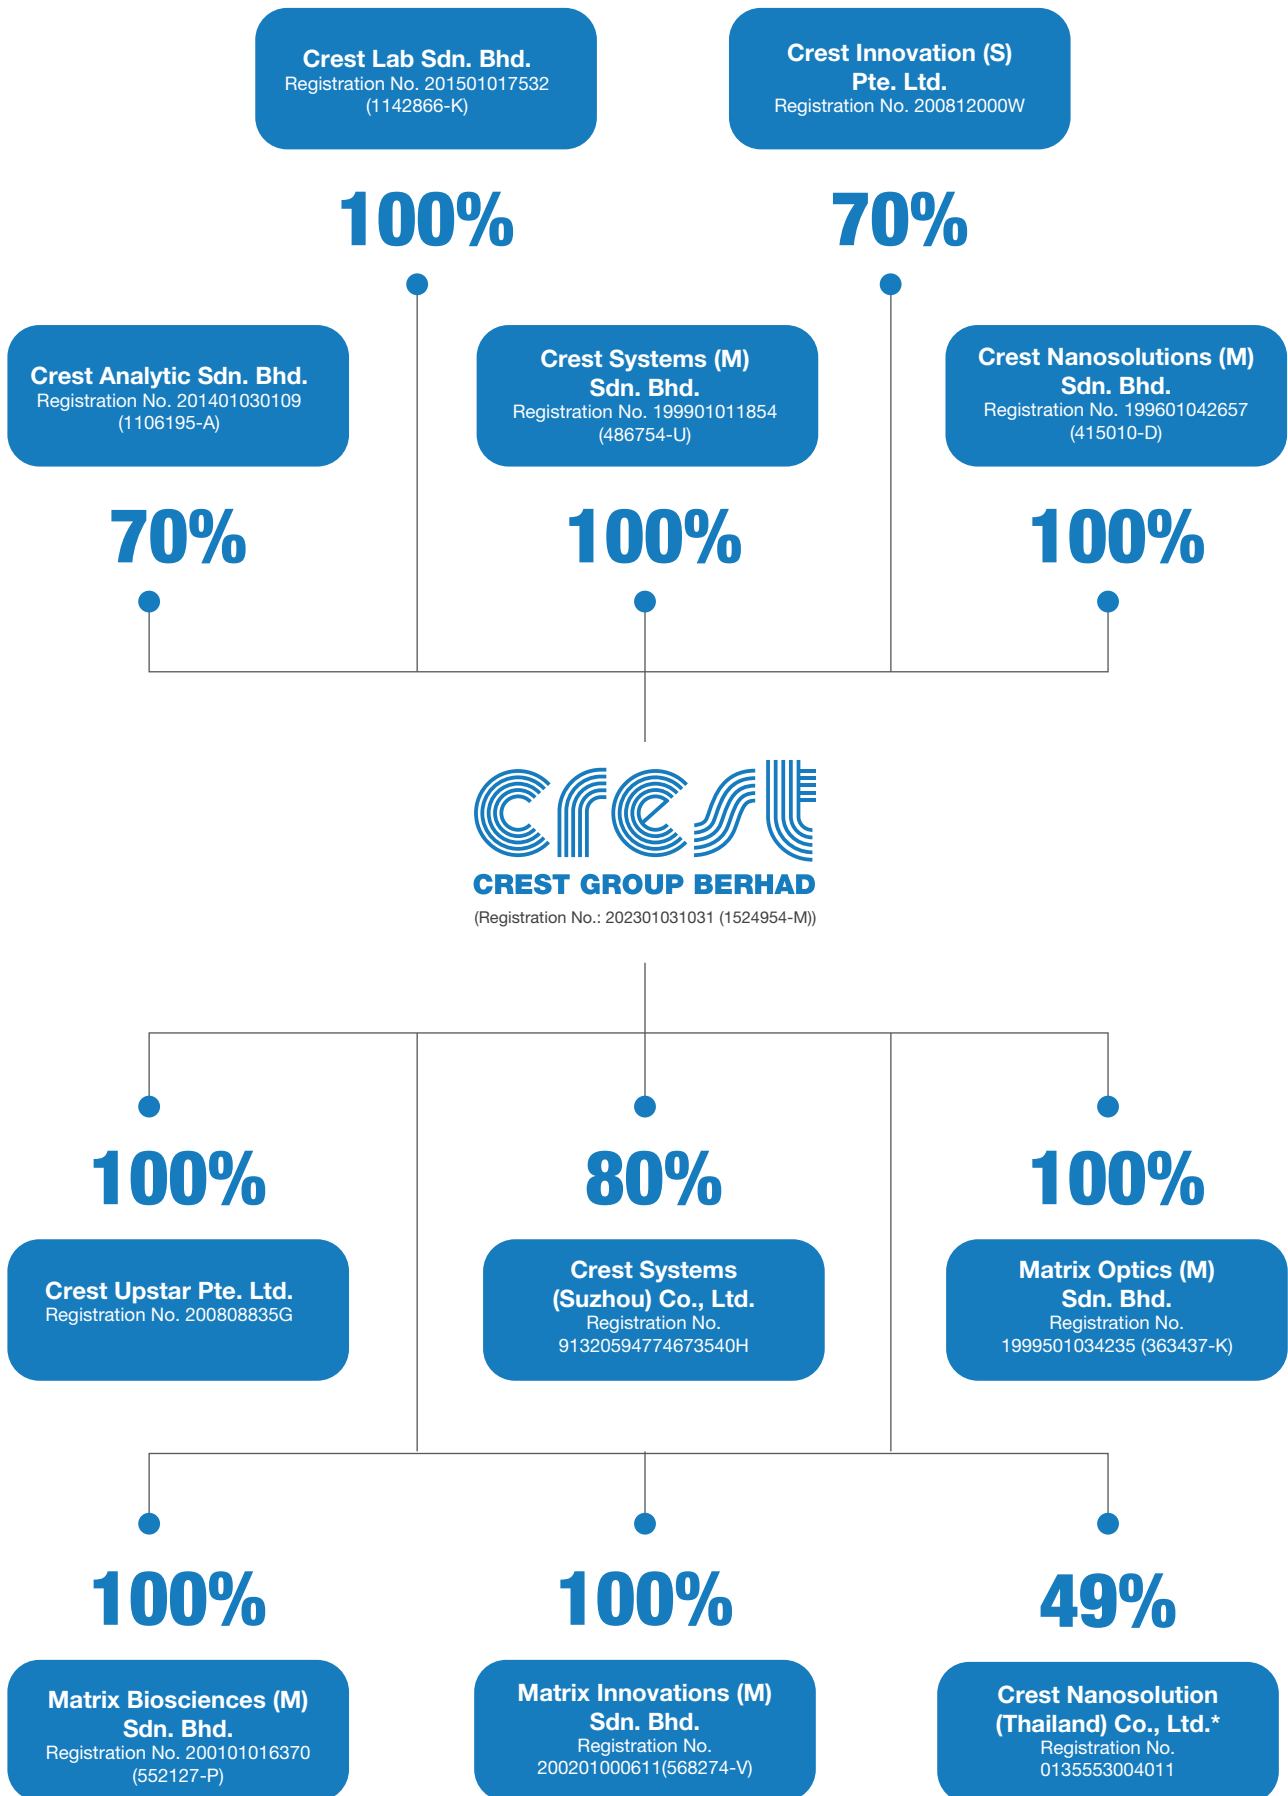 Crest Lab Sdn. Bhd.
Registration No. 201501017532
(1142866-K)
Crest Innovation (S)
Pte. Ltd.
Registration No. 200812000W
100%
70%
Crest Analytic Sdn. Bhd.
Registration No. 201401030109
(1106195-A)
Crest Systems (M)
Sdn. Bhd.
Registration No. 199901011854
(486754-U)
Crest Nanosolutions (M)
Sdn. Bhd.
Registration No. 199601042657
(415010-D)
70%
100%
100%
crest
CREST GROUP BERHAD
(Registration No.: 202301031031 (1524954-M))
100%
80%
100%
Crest Upstar Pte. Ltd.
Registration No. 200808835G
Crest Systems
(Suzhou) Co., Ltd.
Registration No.
91320594774673540H
Matrix Optics (M)
Sdn. Bhd.
Registration No.
1999501034235 (363437-K)
100%
100%
49%
Matrix Biosciences (M)
Sdn. Bhd.
Registration No. 200101016370
(552127-P)
Matrix Innovations (M)
Sdn. Bhd.
Registration No.
200201000611(568274-V)
Crest Nanosolution
(Thailand) Co., Ltd.*
Registration No.
0135553004011